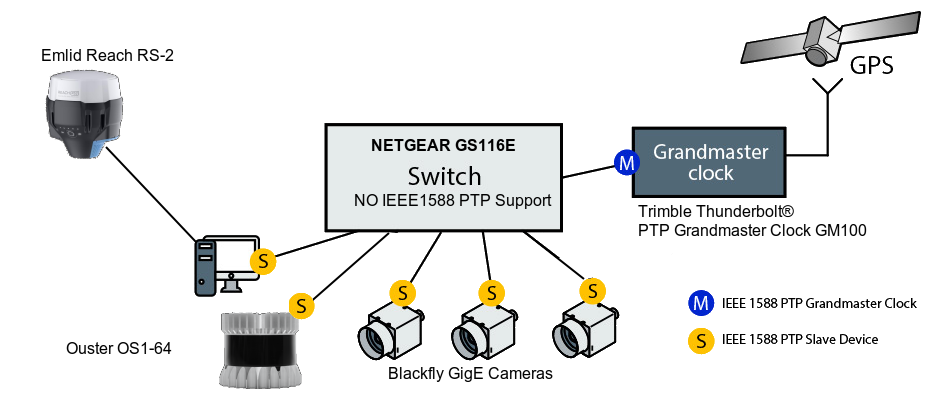 Emlid Reach RS-2
GPS
NETGEAR GS116E
Switch
NO IEEE1588 PTP Support
M
Grandmaster
clock
Trimble Thunderbolt®
PTP Grandmaster Clock GM100
S
S
S
S
S
Ouster OS1-64
Blackfly GigE Cameras
M IEEE 1588 PTP Grandmaster Clock
S IEEE 1588 PTP Slave Device